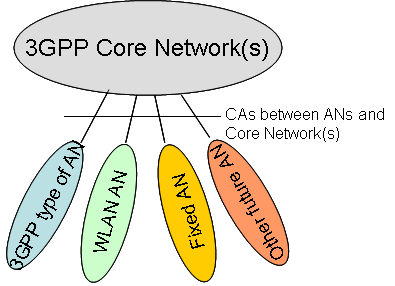 3GPP Core Network(s)
CAs between ANs and
Core Network(s)
3GPP type of AN
WLAN AN
Fixed AN
Other future AN